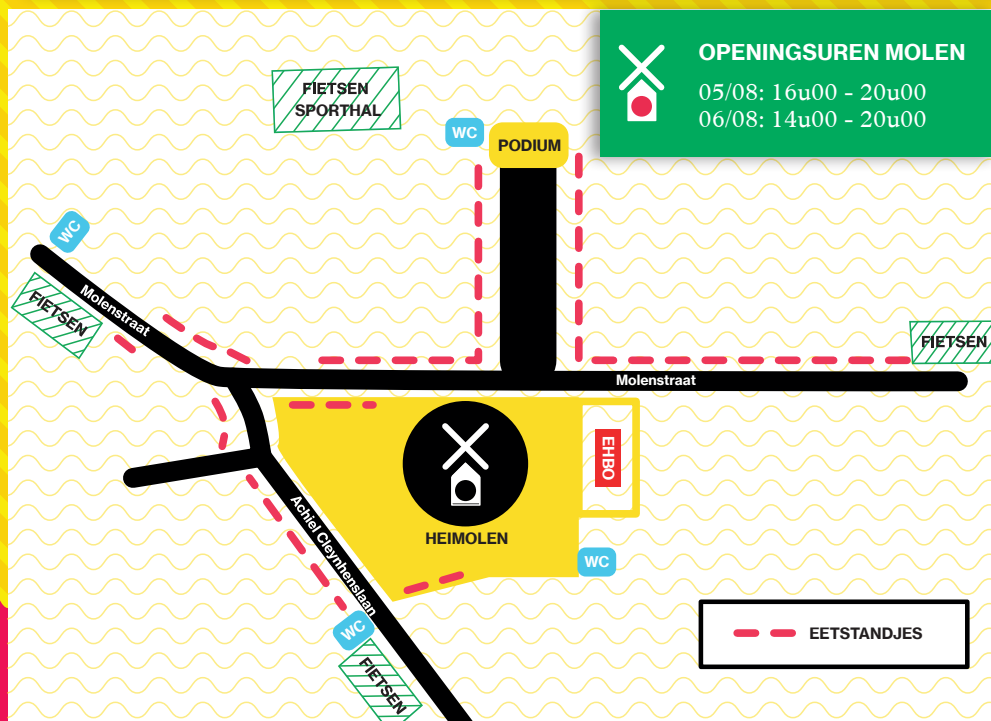 OPENINGSUREN MOLEN
05/08: 16u00 - 20u00
06/08: 14u00 - 20u00
FIETSEN
SPORTHAL
WC
PODIUM
WC
FIETSEN
Molenstraat
FIETSEN
Molenstraat
EHBO
HEIMOLEN
Achiel Cleynhenslaan
WC
WC
FIETSEN
EETSTANDJES